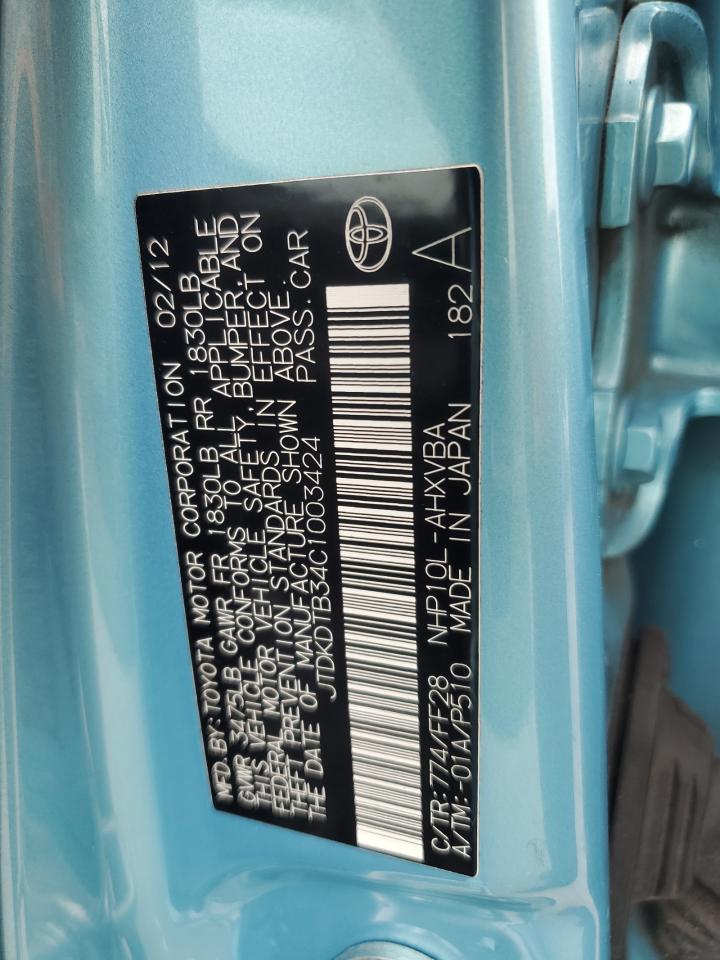 MFD BY: TOYOTA MOTOR CORPORATION 02/12
GVWR 3475LB GAWR FR 1830LB RR 1830LB
THIS VEHICLE CONFORMS TO ALL APPLICABLE
FEDERAL MOTOR VEHICLE SAFETY, BUMPER, AND
THEFT PREVENTION STANDARDS IN EFFECT ON
THE DATE OF MANUFACTURE SHOWN ABOVE.
JTDKDTB34C1003424 PASS. CAR
C/TR: 774/FF28 NHP10L-AHXVBA
A/TM: -01A/P510 MADE IN JAPAN 182 A